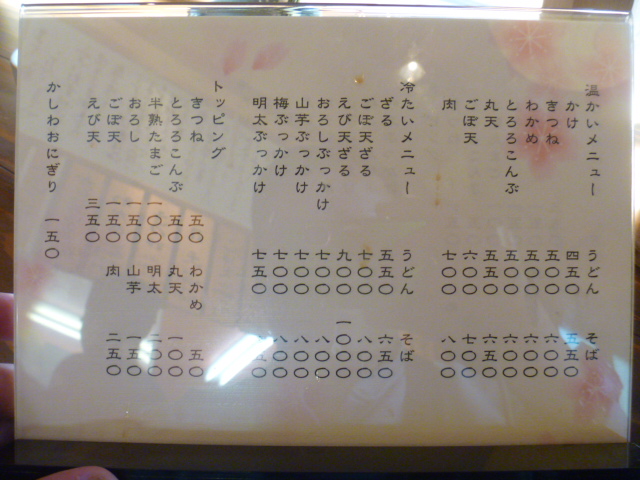 温かいメニュー うどん そば
かけ 四五〇 五五〇
きつね 五〇〇 六〇〇
わかめ 五〇〇 六〇〇
とろろこんぶ 五〇〇 六〇〇
丸天 五五〇 六五〇
ごぼ天 六〇〇 七〇〇
肉 七〇〇 八〇〇
冷たいメニュー うどん そば
ざる 五五〇 六五〇
ごぼ天ざる 七〇〇 八〇〇
えび天ざる 九〇〇 一〇〇〇
おろしぶっかけ 七〇〇 八〇〇
山芋ぶっかけ 七〇〇 八〇〇
梅ぶっかけ 七〇〇 八〇〇
明太ぶっかけ 七五〇
トッピング
きつね 五〇 わかめ 五〇
とろろこんぶ 五〇 丸天 一〇〇
半熟たまご 一〇〇 明太 二〇〇
おろし 一五〇 山芋 一五〇
ごぼ天 一五〇 肉 二五〇
えび天 三五〇
かしわおにぎり 一五〇